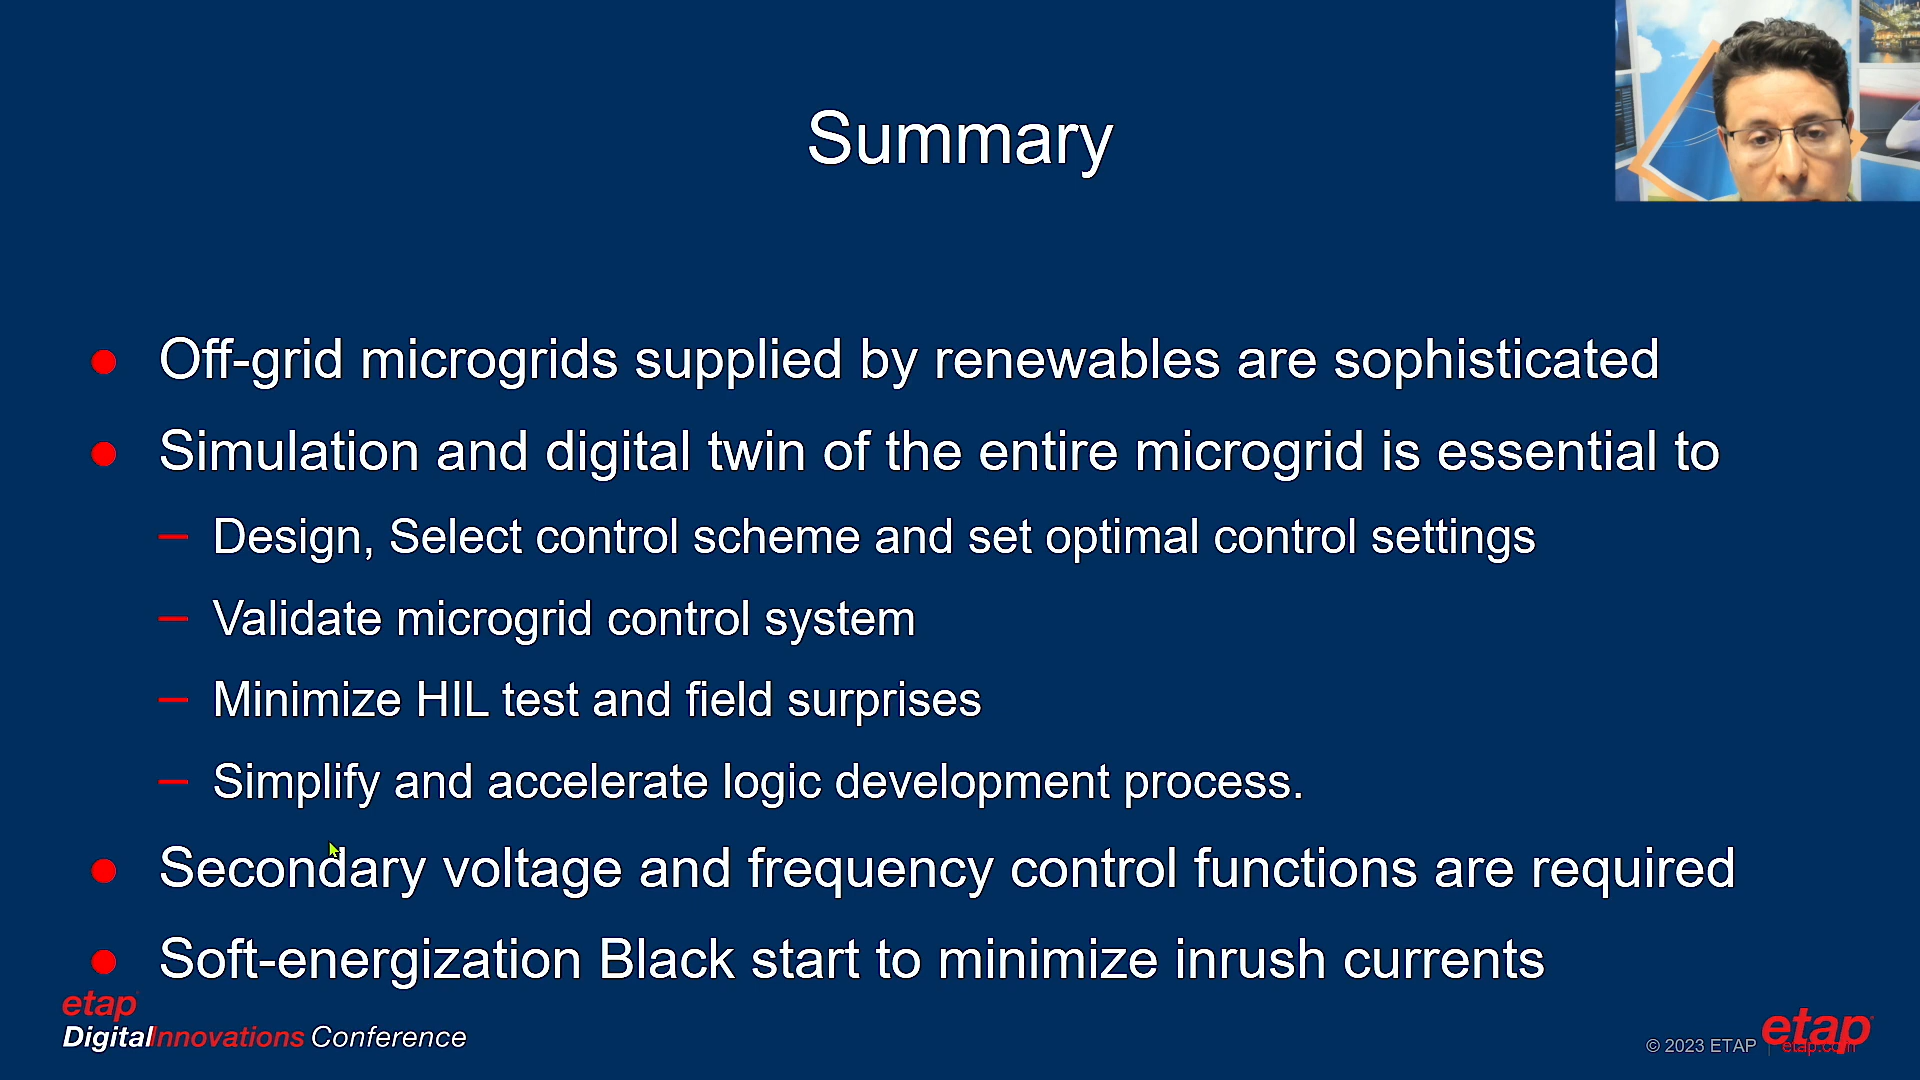 Summary
Off-grid microgrids supplied by renewables are sophisticated
Simulation and digital twin of the entire microgrid is essential to
Design, Select control scheme and set optimal control settings
Validate microgrid control system
Minimize HIL test and field surprises
Simplify and accelerate logic development process.
Secondary voltage and frequency control functions are required
Soft-energization Black start to minimize inrush currents
etap
DigitalInnovations Conference
© 2023 ETAP | etap.com
etap